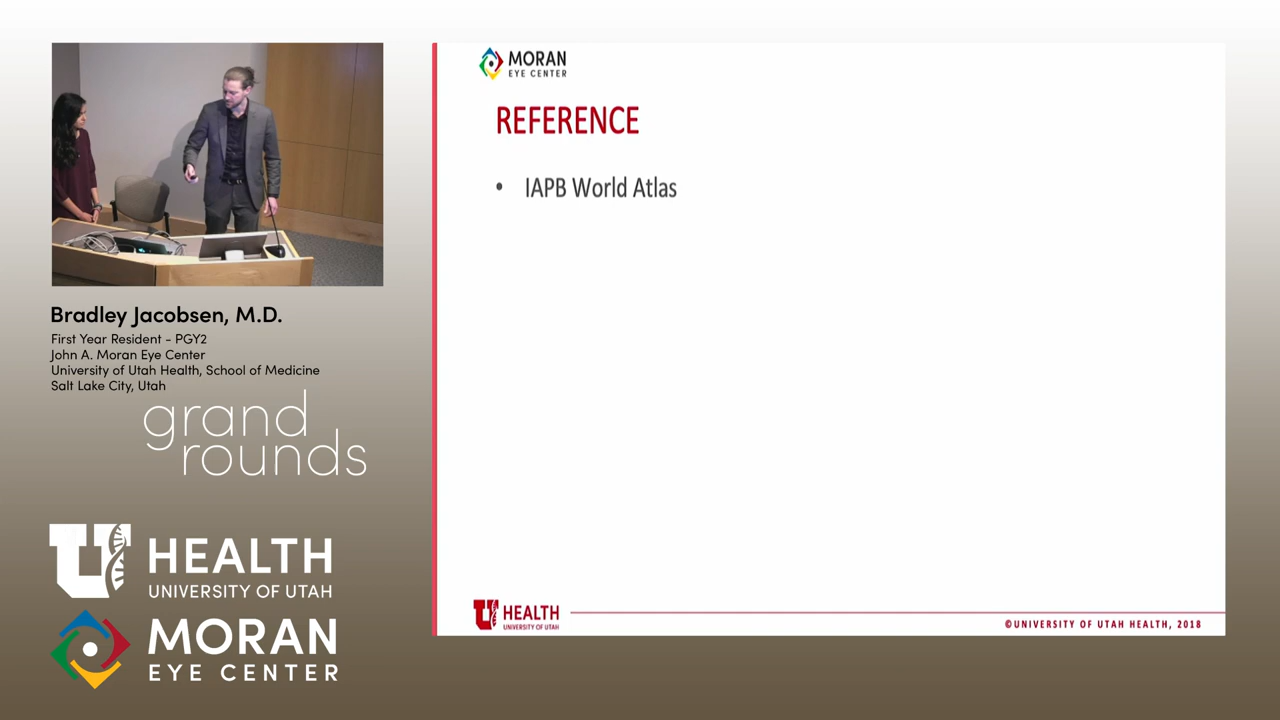 Bradley Jacobsen, M.D.
First Year Resident - PGY2
John A. Moran Eye Center
University of Utah Health, School of Medicine
Salt Lake City, Utah
grand
rounds
U HEALTH
UNIVERSITY OF UTAH
MORAN
EYE CENTER
MORAN
EYE CENTER
REFERENCE
• IAPB World Atlas
U HEALTH
UNIVERSITY OF UTAH
©UNIVERSITY OF UTAH HEALTH, 2018